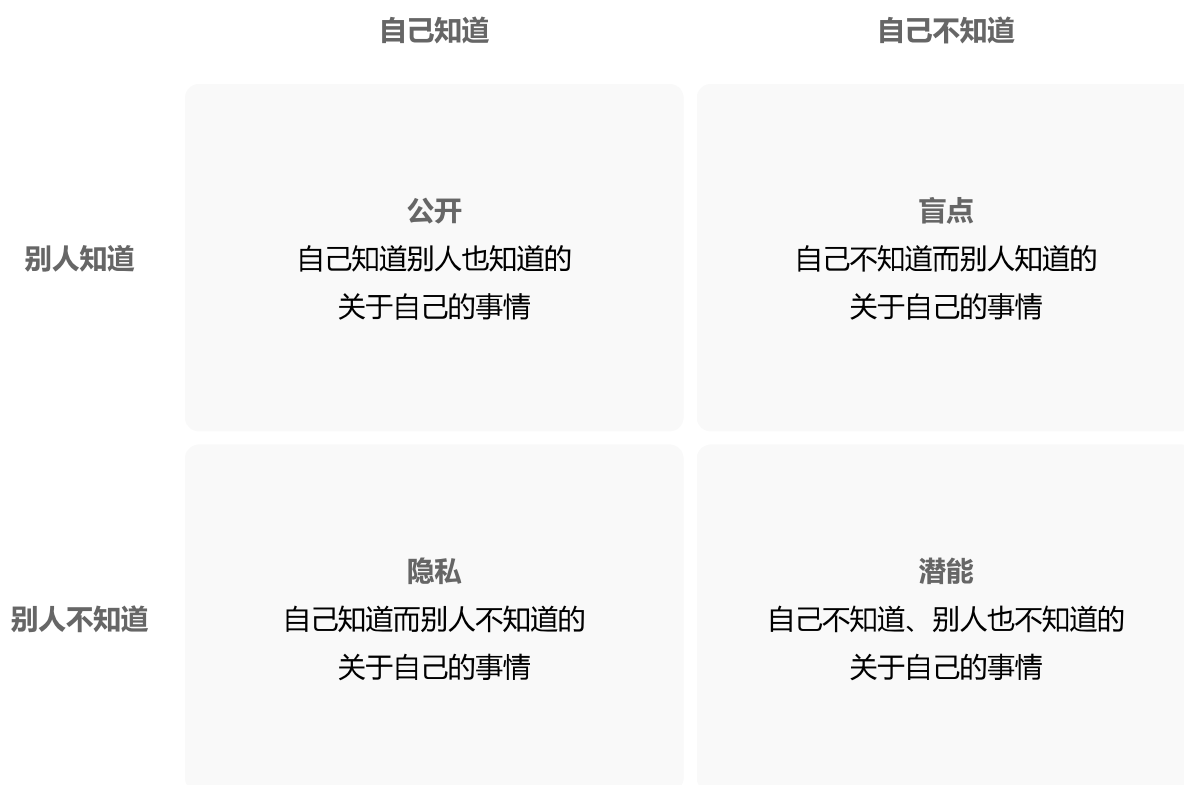 自己知道
自己不知道
别人知道
公开
自己知道别人也知道的
关于自己的事情
盲点
自己不知道而别人知道的
关于自己的事情
别人不知道
隐私
自己知道而别人不知道的
关于自己的事情
潜能
自己不知道、别人也不知道的
关于自己的事情